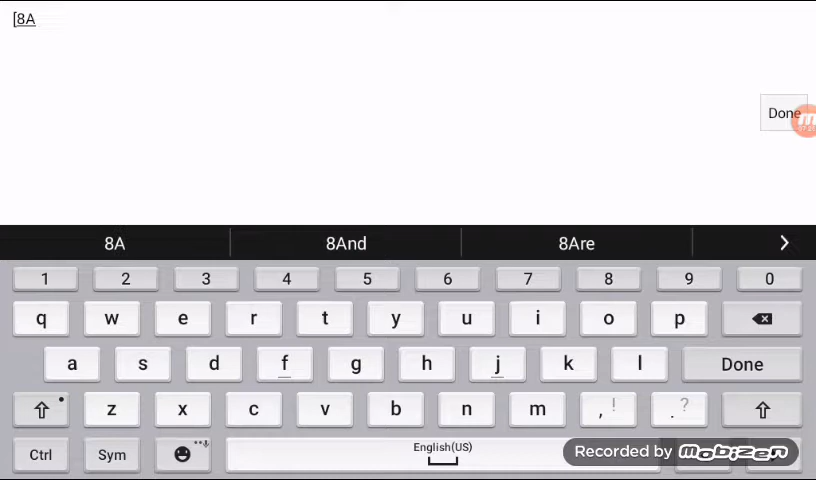 [8A
Done
8A 8And 8Are
1 2 3 4 5 6 7 8 9 0
q w e r t y u i o p
a s d f g h j k l Done
z x c v b n m , ! . ?
Ctrl Sym English(US) Recorded by mobizen